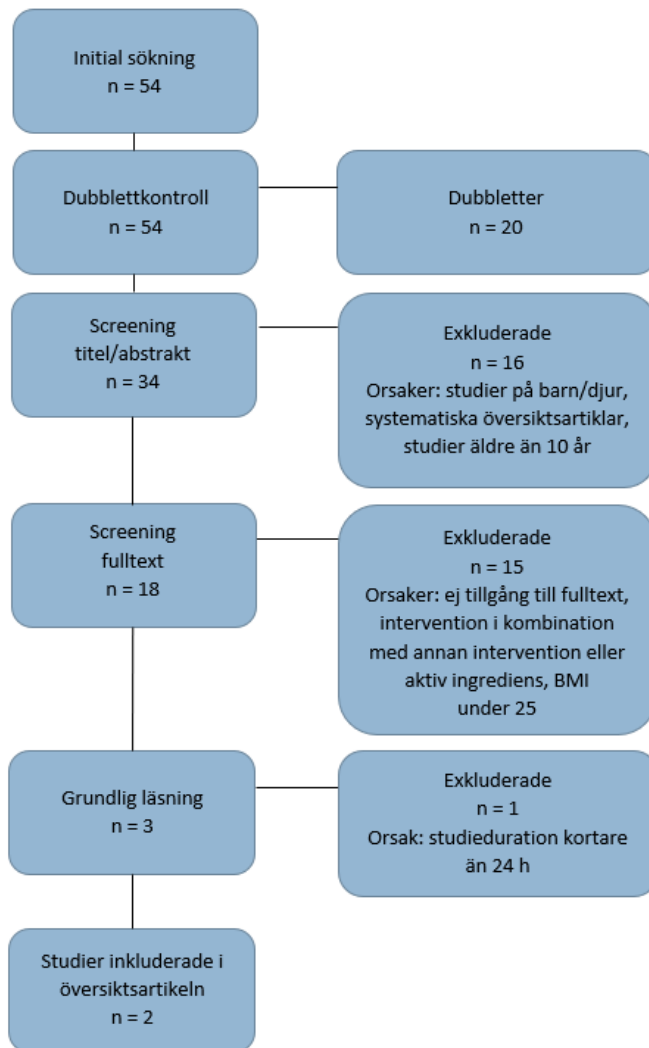 Initial sökning
n = 54
Dubblettkontroll
n = 54
Dubbletter
n = 20
Screening
titel/abstrakt
n = 34
Exkluderade
n = 16
Orsaker: studier på barn/djur,
systematiska översiktsartiklar,
studier äldre än 10 år
Screening
fulltext
n = 18
Exkluderade
n = 15
Orsaker: ej tillgång till fulltext,
intervention i kombination
med annan intervention eller
aktiv ingrediens, BMI
under 25
Grundlig läsning
n = 3
Exkluderade
n = 1
Orsak: studieduration kortare
än 24 h
Studier inkluderade i
översiktsartikeln
n = 2